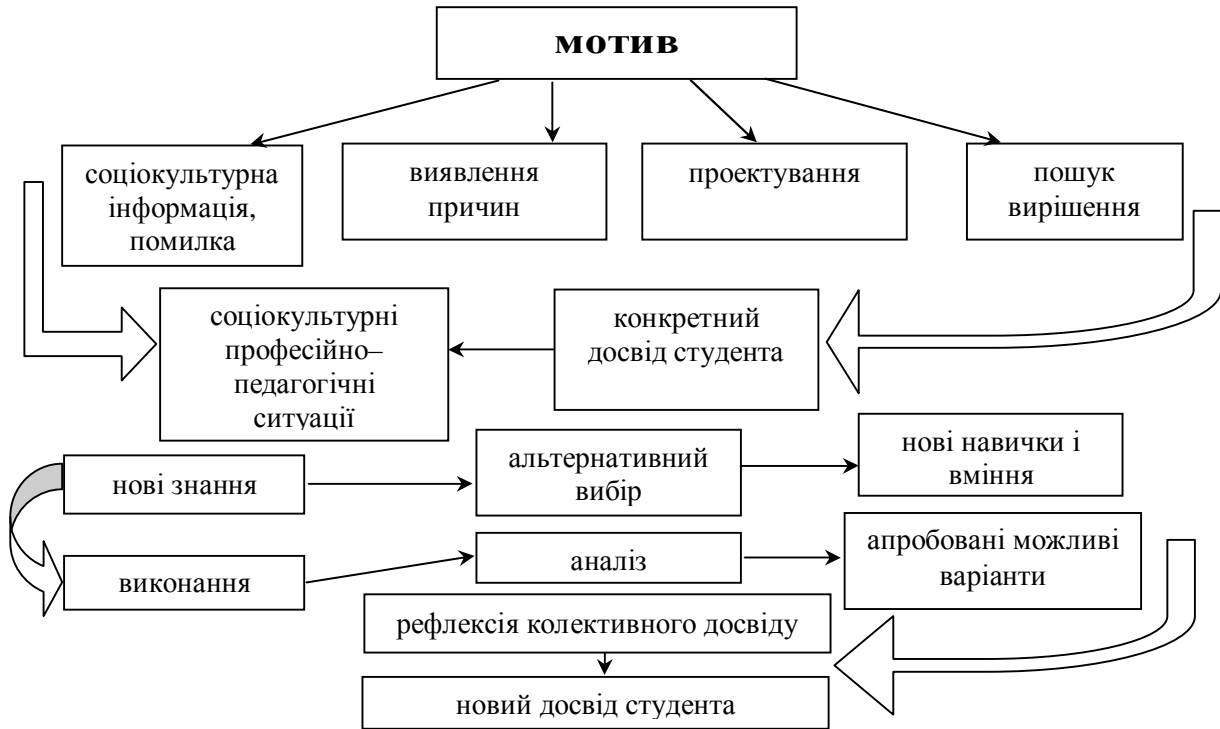 мотив
соціокультурна
інформація,
помилка
виявлення
причин
проектування
пошук
вирішення
соціокультурні
професійно–
педагогічні
ситуації
конкретний
досвід студента
нові знання
альтернативний
вибір
нові навички і
вміння
виконання
аналіз
апробовані можливі
варіанти
рефлексія колективного досвіду
новий досвід студента